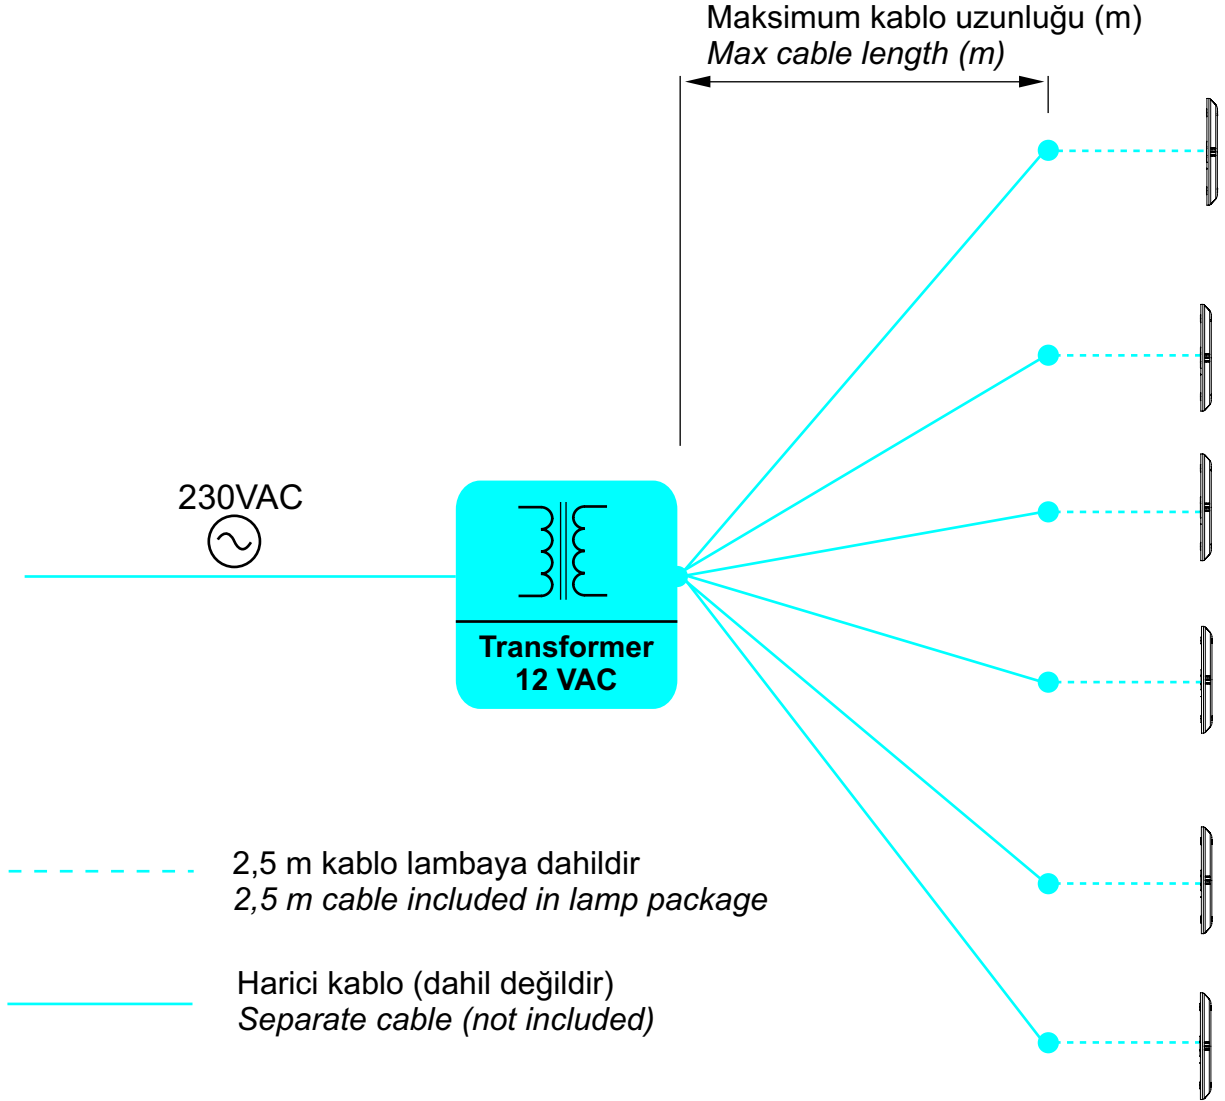 Maksimum kablo uzunluğu (m)
Max cable length (m)
230VAC
Transformer
12 VAC
2,5 m kablo lambaya dahildir
2,5 m cable included in lamp package
Harici kablo (dahil değildir)
Separate cable (not included)